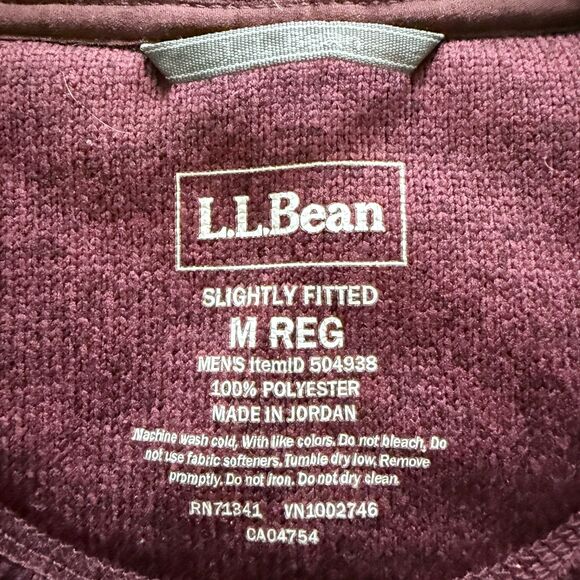 L.L.Bean
SLIGHTLY FITTED
M REG
MEN'S ItemID 504938
100% POLYESTER
MADE IN JORDAN
Machine wash cold, With like colors. Do not bleach, Do
not use fabric softeners. Tumble dry low, Remove
promptly. Do not iron. Do not dry clean.
RN71341 VN1002746
CA04754